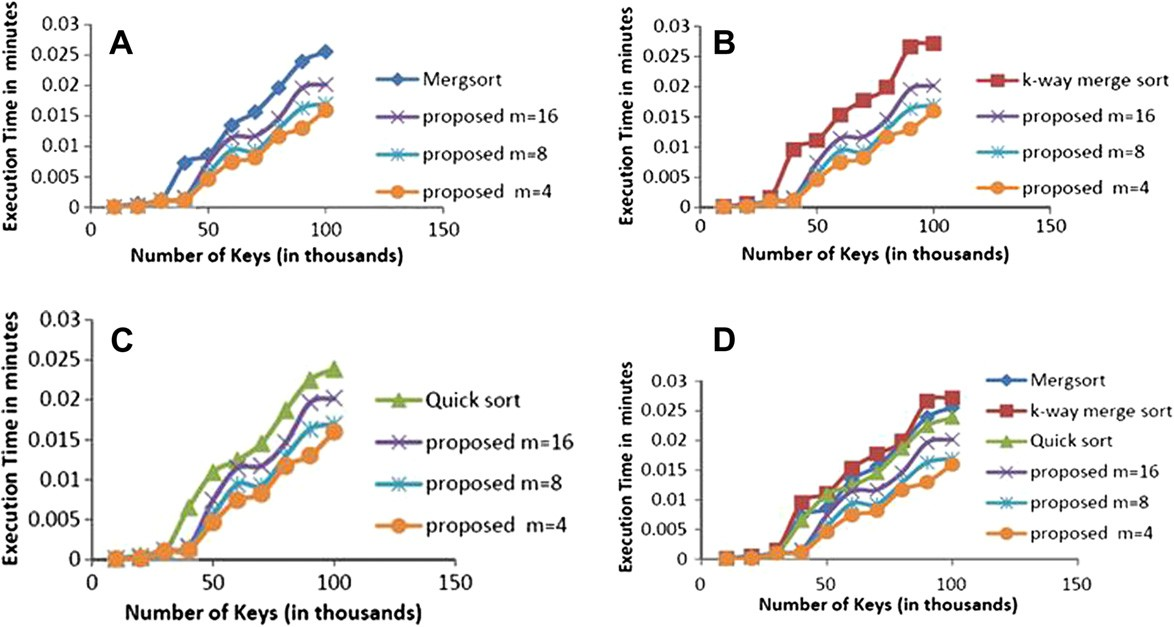 A
Execution Time in minutes
0.03
0.025
0.02
0.015
0.01
0.005
0
0
50
100
150
Number of Keys (in thousands)
Mergsort
proposed m=16
proposed m=8
proposed m=4
B
Execution Time in minutes
0.03
0.025
0.02
0.015
0.01
0.005
0
0
50
100
150
Number of Keys (in thousands)
k-way merge sort
proposed m=16
proposed m=8
proposed m=4
C
Execution Time in minutes
0.03
0.025
0.02
0.015
0.01
0.005
0
0
50
100
150
Number of Keys (in thousands)
Quick sort
proposed m=16
proposed m=8
proposed m=4
D
Execution Time in minutes
0.03
0.025
0.02
0.015
0.01
0.005
0
0
50
100
150
Number of Keys (in thousands)
Mergsort
k-way merge sort
Quick sort
proposed m=16
proposed m=8
proposed m=4